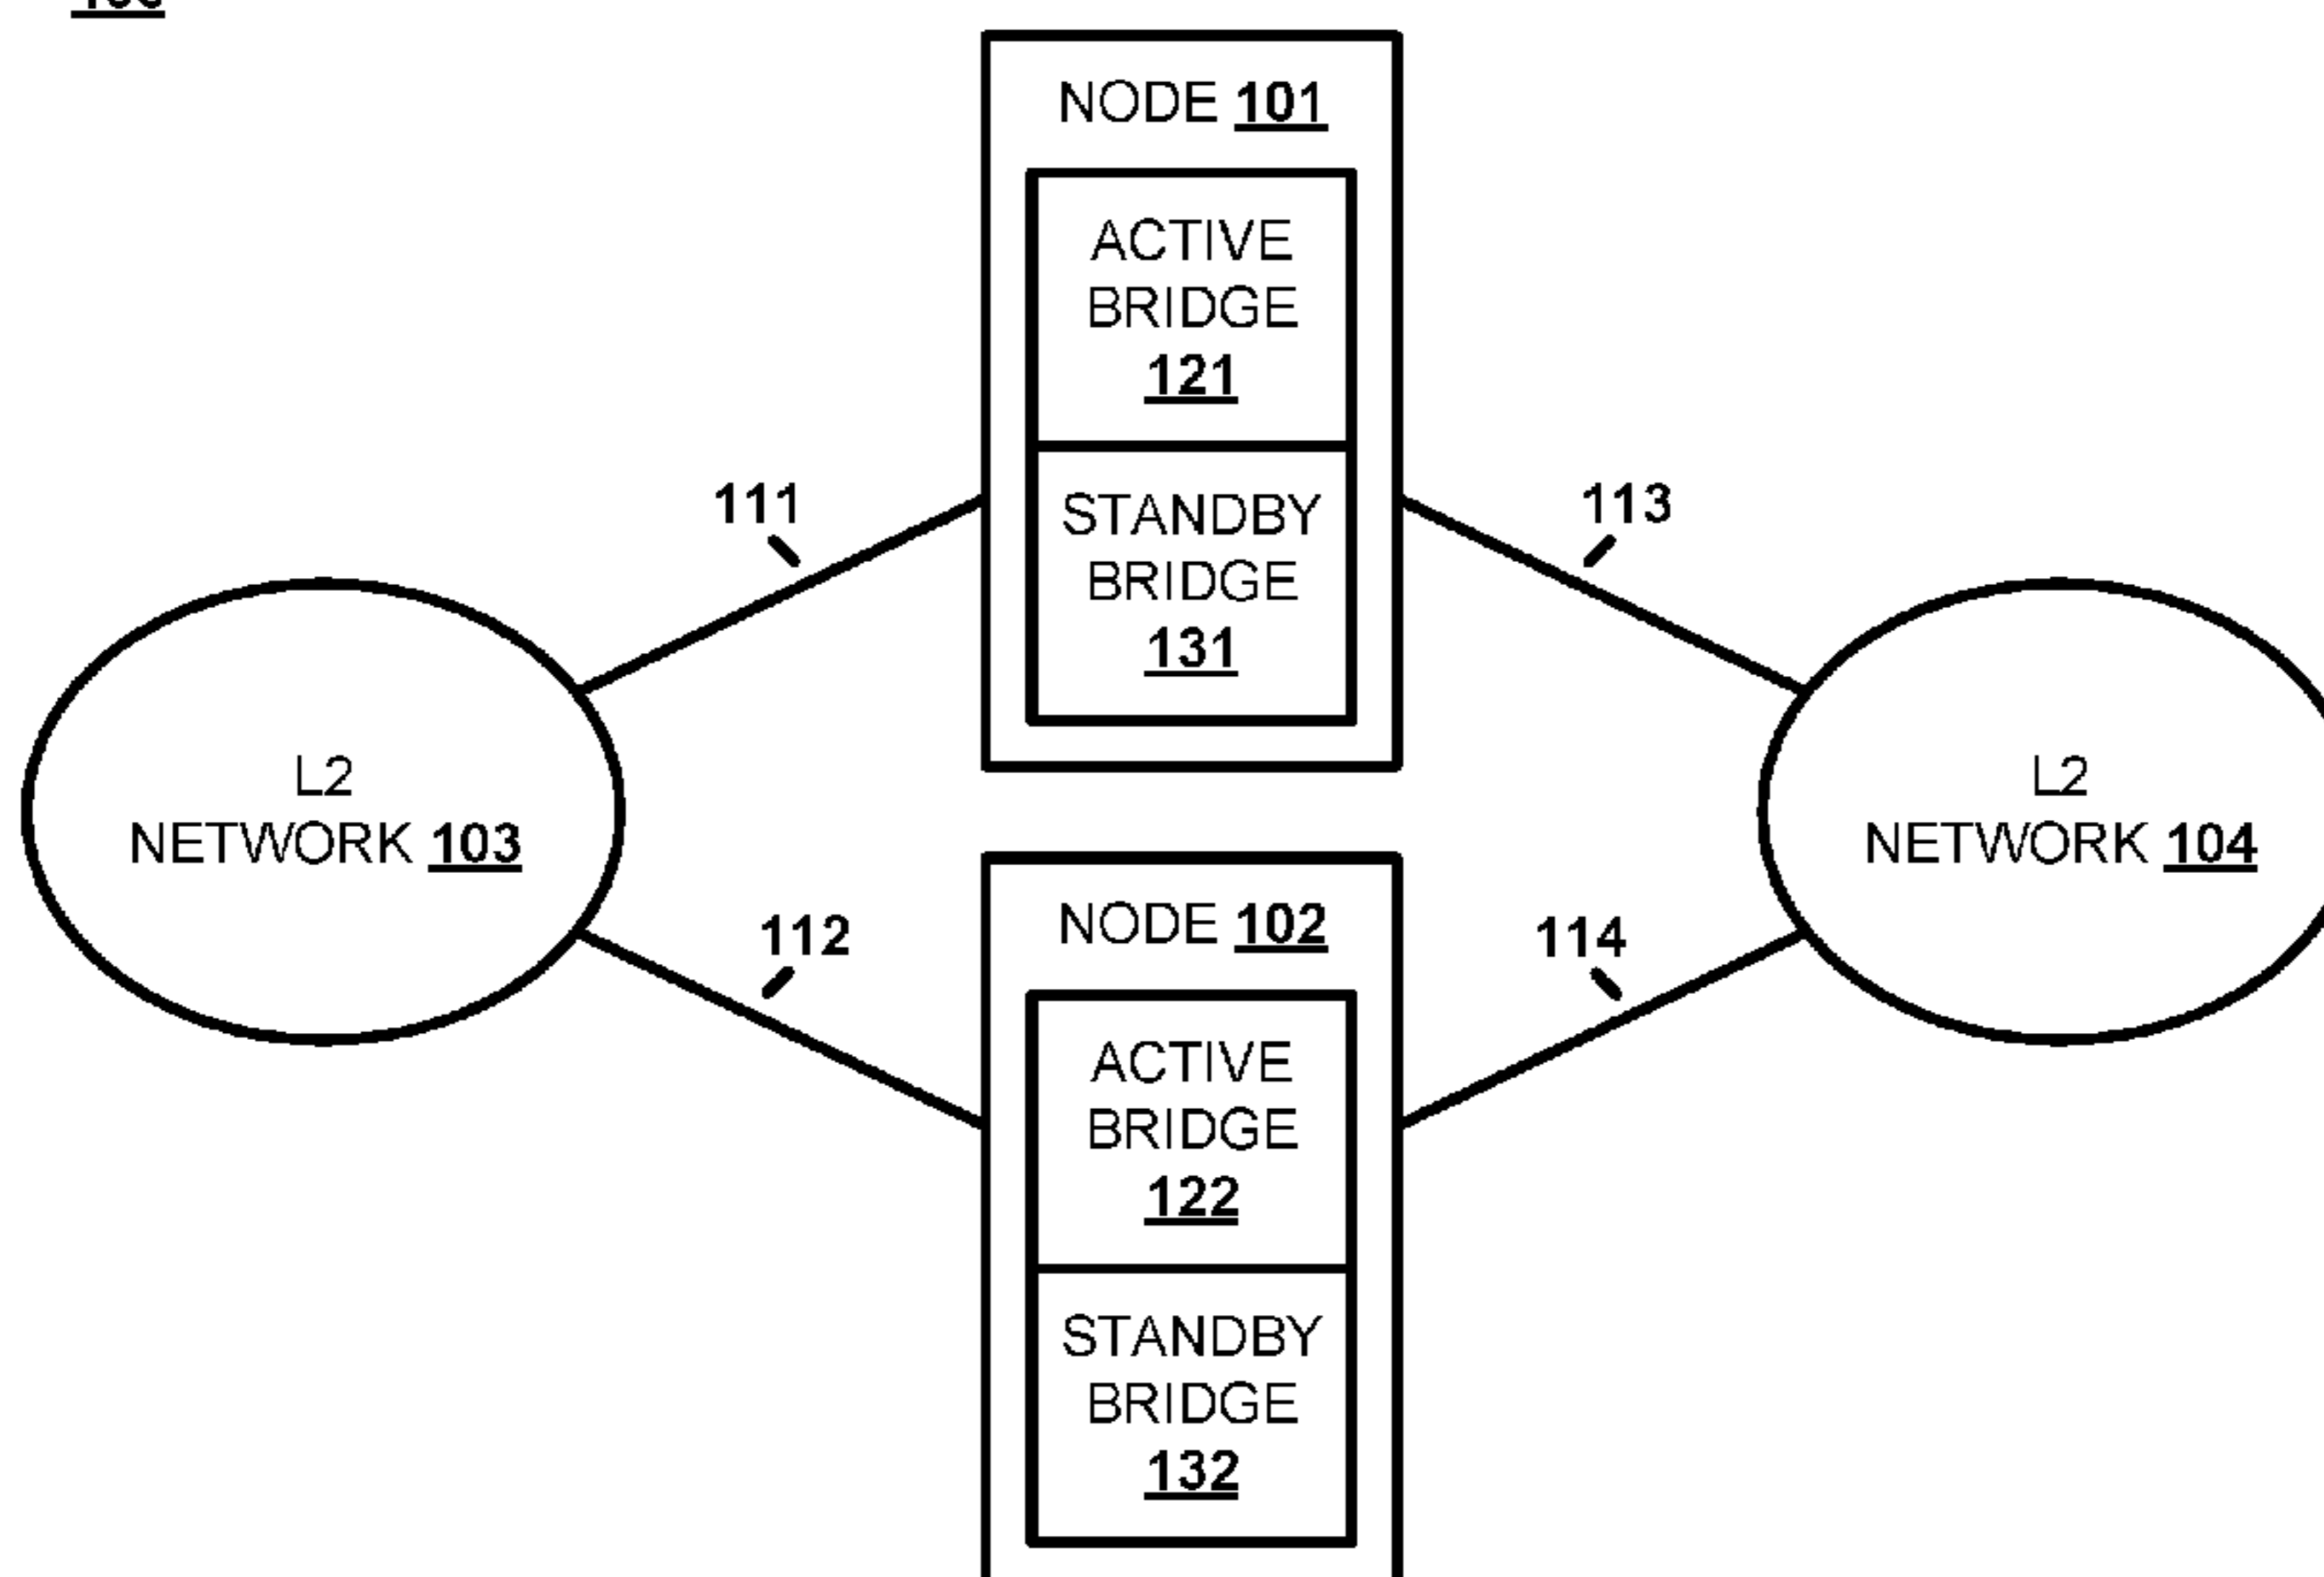 NODE 101
ACTIVE
BRIDGE
121
STANDBY
BRIDGE
131
111
113
L2
NETWORK 103
L2
NETWORK 104
112
114
NODE 102
ACTIVE
BRIDGE
122
STANDBY
BRIDGE
132